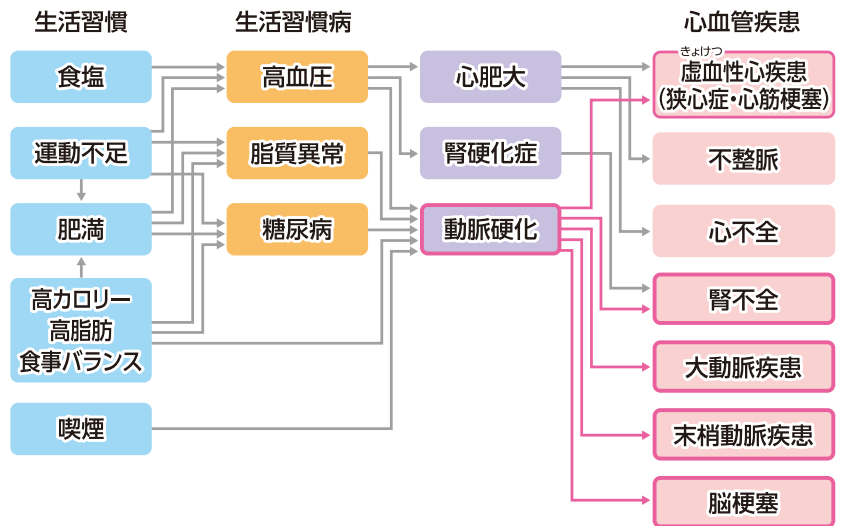 生活習慣
食塩
運動不足
肥満
高カロリー
高脂肪
食事バランス
喫煙
生活習慣病
高血圧
脂質異常
糖尿病
心肥大
腎硬化症
動脈硬化
心血管疾患
きょけつ
虚血性心疾患
(狭心症・心筋梗塞)
不整脈
心不全
腎不全
大動脈疾患
末梢動脈疾患
脳梗塞